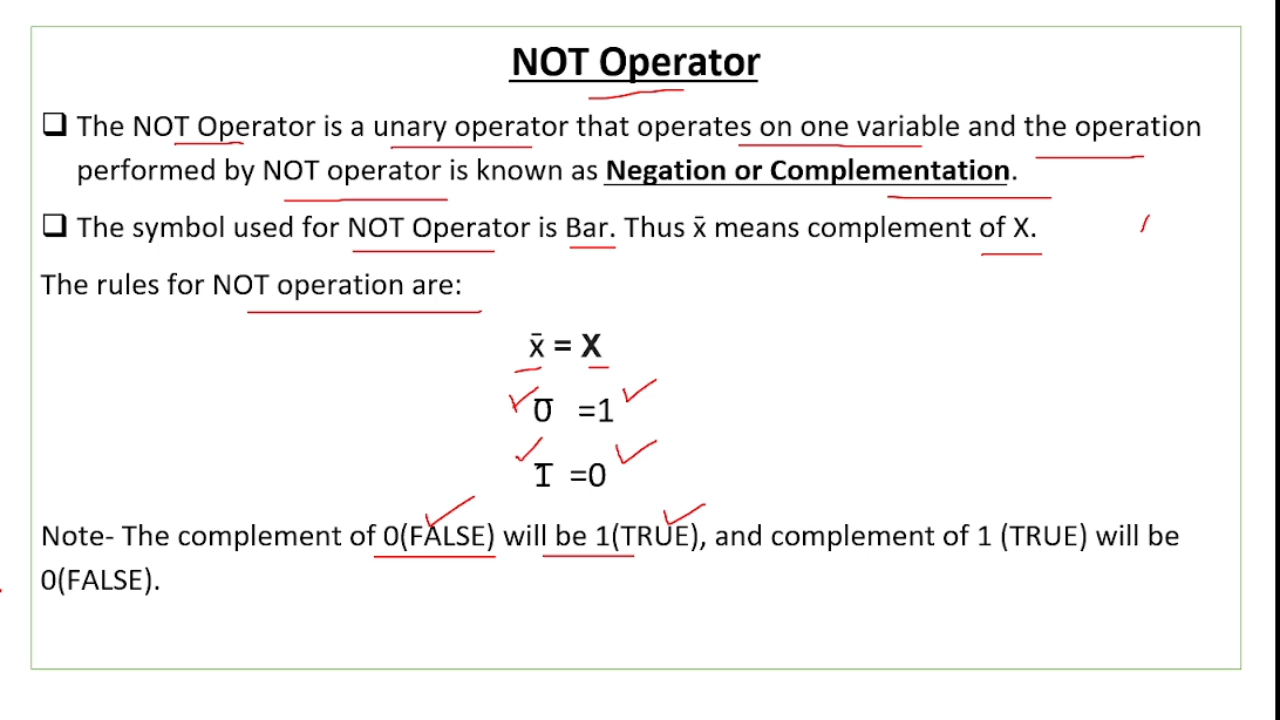 NOT Operator
❑ The NOT Operator is a unary operator that operates on one variable and the operation
performed by NOT operator is known as Negation or Complementation.
❑ The symbol used for NOT Operator is Bar. Thus x̄ means complement of X.
The rules for NOT operation are:
x̄ = X
0̅ =1
1̅ =0
Note- The complement of 0(FALSE) will be 1(TRUE), and complement of 1 (TRUE) will be
0(FALSE).